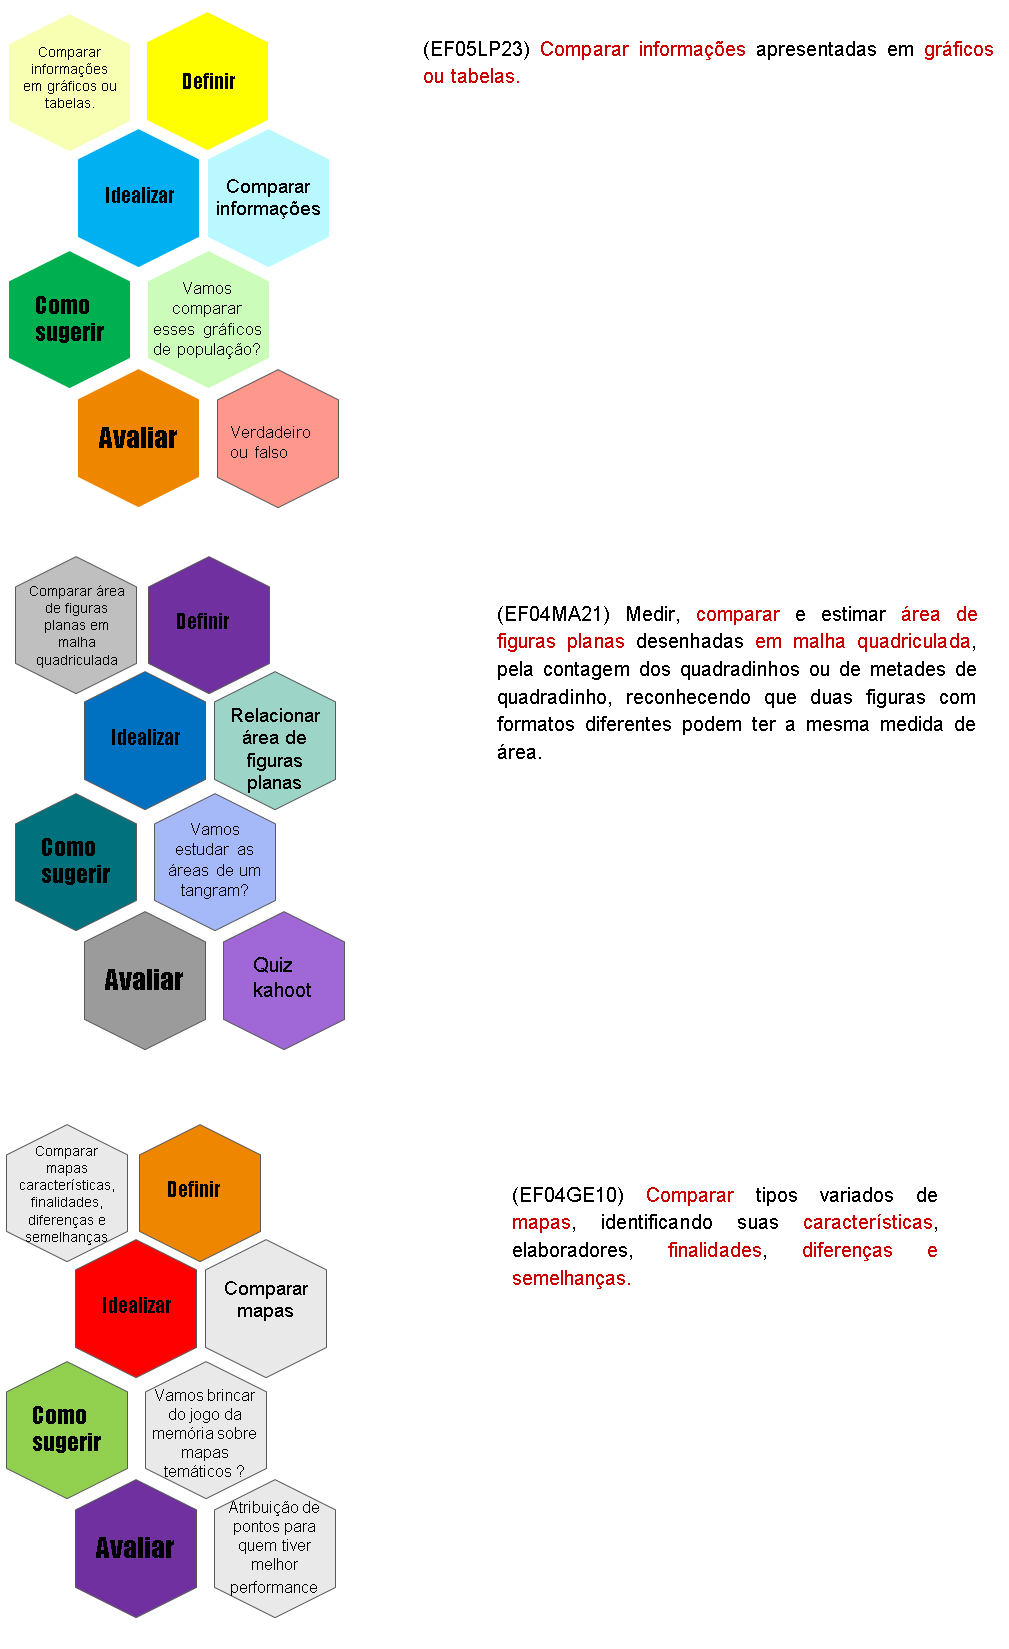 Comparar
informações
em gráficos ou
tabelas.
Definir
Idealizar
Comparar
informações
Como
sugerir
Vamos
comparar
esses gráficos
de população?
Avaliar
Verdadeiro
ou falso
(EF05LP23) Comparar informações apresentadas em gráficos
ou tabelas.
Comparar área
de figuras
planas em
malha
quadriculada
Definir
Idealizar
Relacionar
área de
figuras
planas
Como
sugerir
Vamos
estudar as
áreas de um
tangram?
Avaliar
Quiz
kahoot
(EF04MA21) Medir, comparar e estimar área de
figuras planas desenhadas em malha quadriculada,
pela contagem dos quadradinhos ou de metades de
quadradinho, reconhecendo que duas figuras com
formatos diferentes podem ter a mesma medida de
área.
Comparar
mapas
características,
finalidades,
diferenças e
semelhanças
Definir
Idealizar
Comparar
mapas
Como
sugerir
Vamos brincar
do jogo da
memória sobre
mapas
temáticos ?
Avaliar
Atribuição de
pontos para
quem tiver
melhor
performance
(EF04GE10) Comparar tipos variados de
mapas, identificando suas características,
elaboradores, finalidades, diferenças e
semelhanças.